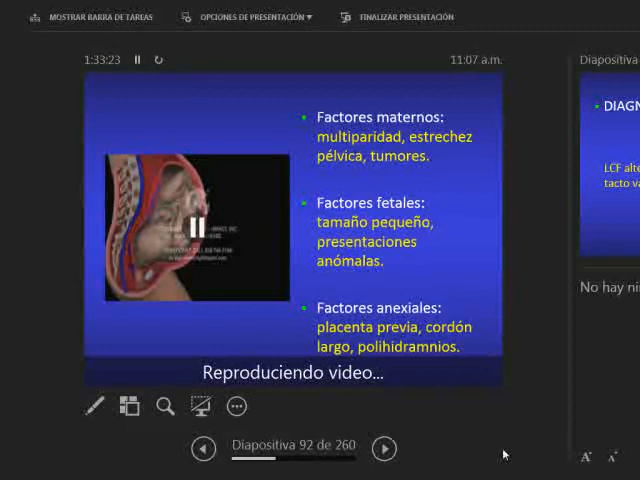 MOSTRAR BARRA DE TAREAS
OPCIONES DE PRESENTACIÓN ▼
FINALIZAR PRESENTACIÓN
1:33:23
11:07 a.m.
Diapositiva
• Factores maternos:
multiparidad, estrechez
pélvica, tumores.
• Factores fetales:
tamaño pequeño,
presentaciones
anómalas.
• Factores anexiales:
placenta previa, cordón
largo, polihidramnios.
Reproduciendo video...
Diapositiva 92 de 260
• DIAGN
LCF alte
tacto va
No hay ni
A A